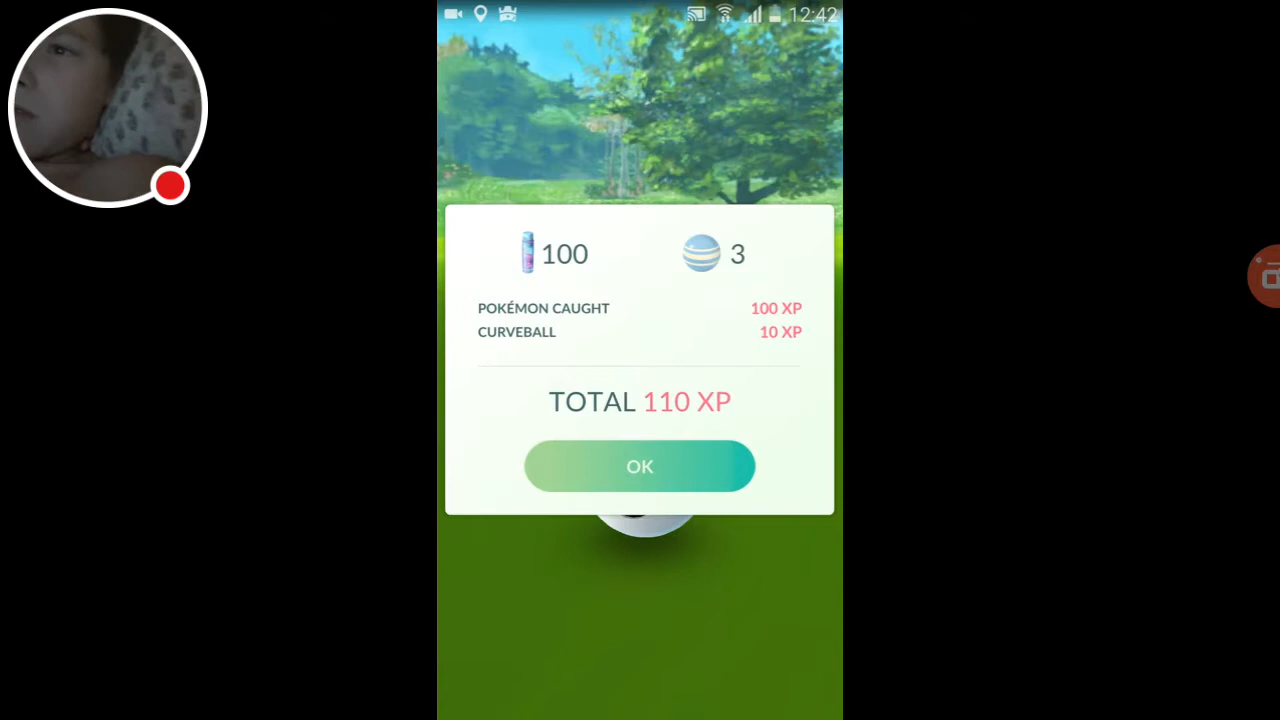 12:42
100 3
POKÉMON CAUGHT 100 XP
CURVEBALL 10 XP
TOTAL 110 XP
OK